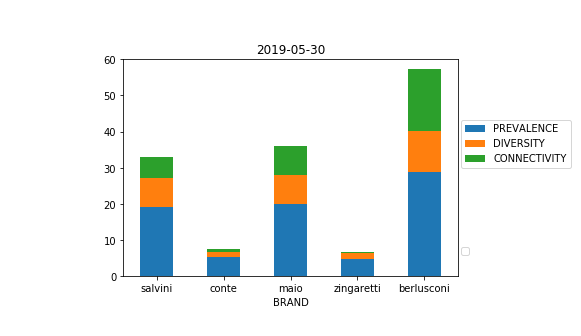 2019-05-30
60
50
40
30
20
10
0
salvini conte maio zingaretti berlusconi
BRAND
PREVALENCE
DIVERSITY
CONNECTIVITY